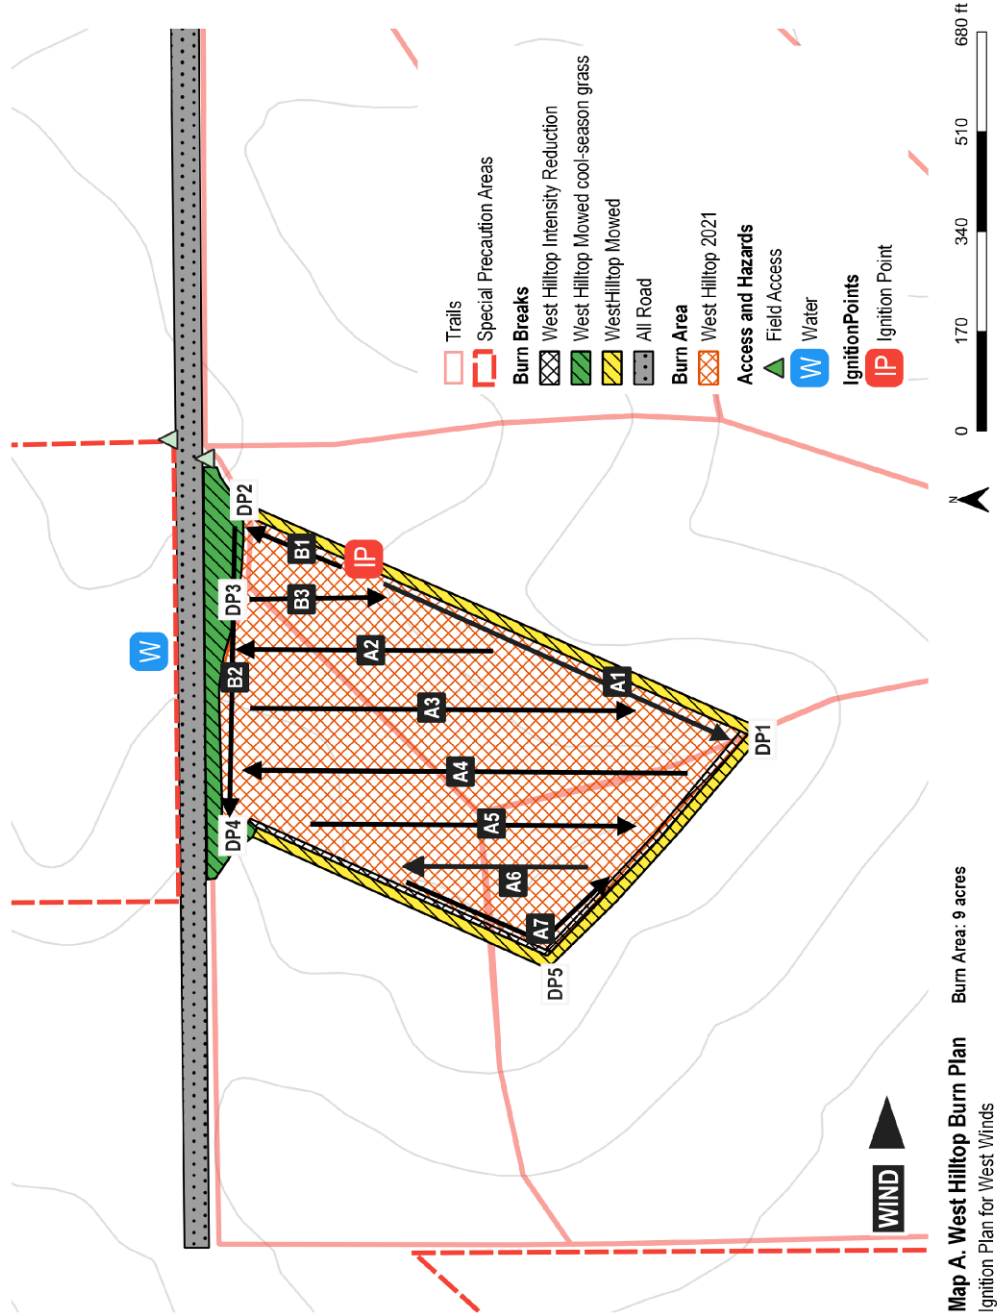 Trails
Special Precaution Areas
Burn Breaks
West Hilltop Intensity Reduction
West Hilltop Mowed cool-season grass
WestHilltop Mowed
All Road
Burn Area
West Hilltop 2021
Access and Hazards
Field Access
W
Water
IgnitionPoints
IP
Ignition Point
W
DP2
DP3
DP4
DP5
DP1
IP
B1
B3
B2
A2
A3
A1
A4
A5
A6
A7
N
0 170 340 510 680 ft
WIND
Map A. West Hilltop Burn Plan
Burn Area: 9 acres
Ignition Plan for West Winds